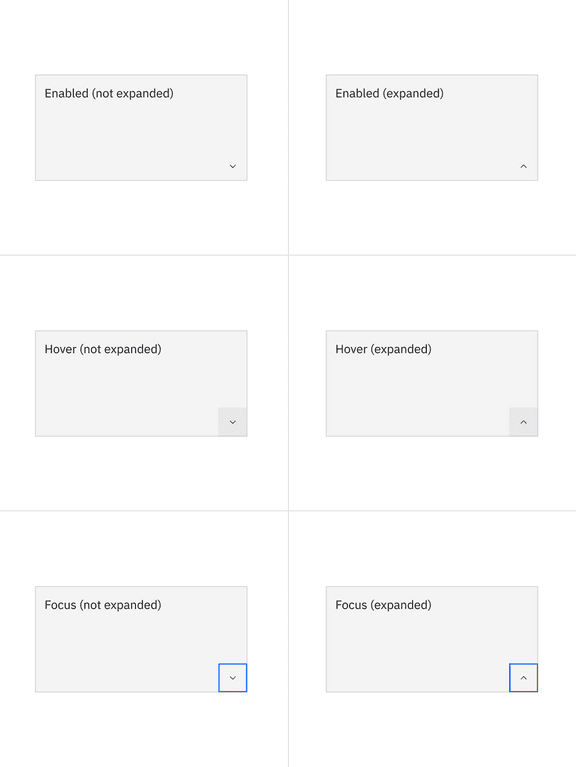 Enabled (not expanded)
Enabled (expanded)
Hover (not expanded)
Hover (expanded)
Focus (not expanded)
Focus (expanded)